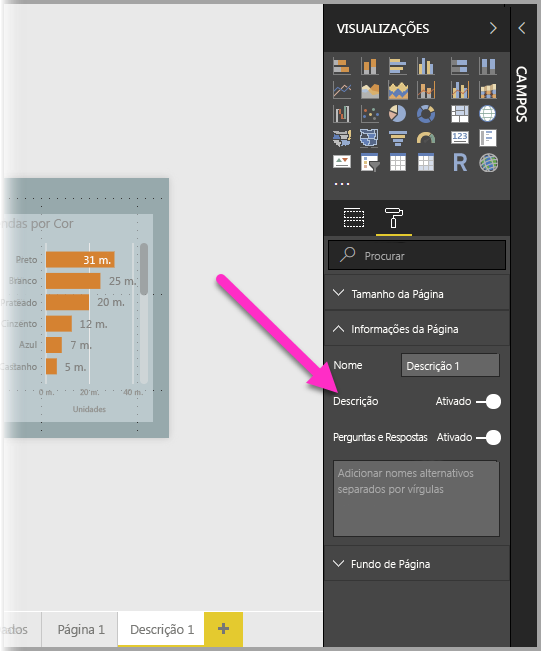 VISUALIZAÇÕES
CAMPOS
123
R
Procurar
Tamanho da Página
Informações da Página
Nome
Descrição 1
Descrição
Ativado
Perguntas e Respostas
Ativado
Adicionar nomes alternativos
separados por vírgulas
Fundo de Página
ndas por Cor
Preto
31 m.
Branco
25 m.
Prateado
20 m.
Cinzento
12 m.
Azul
7 m.
Castanho
5 m.
0 m.
20 m.
40 m.
Unidades
ados
Página 1
Descrição 1
+